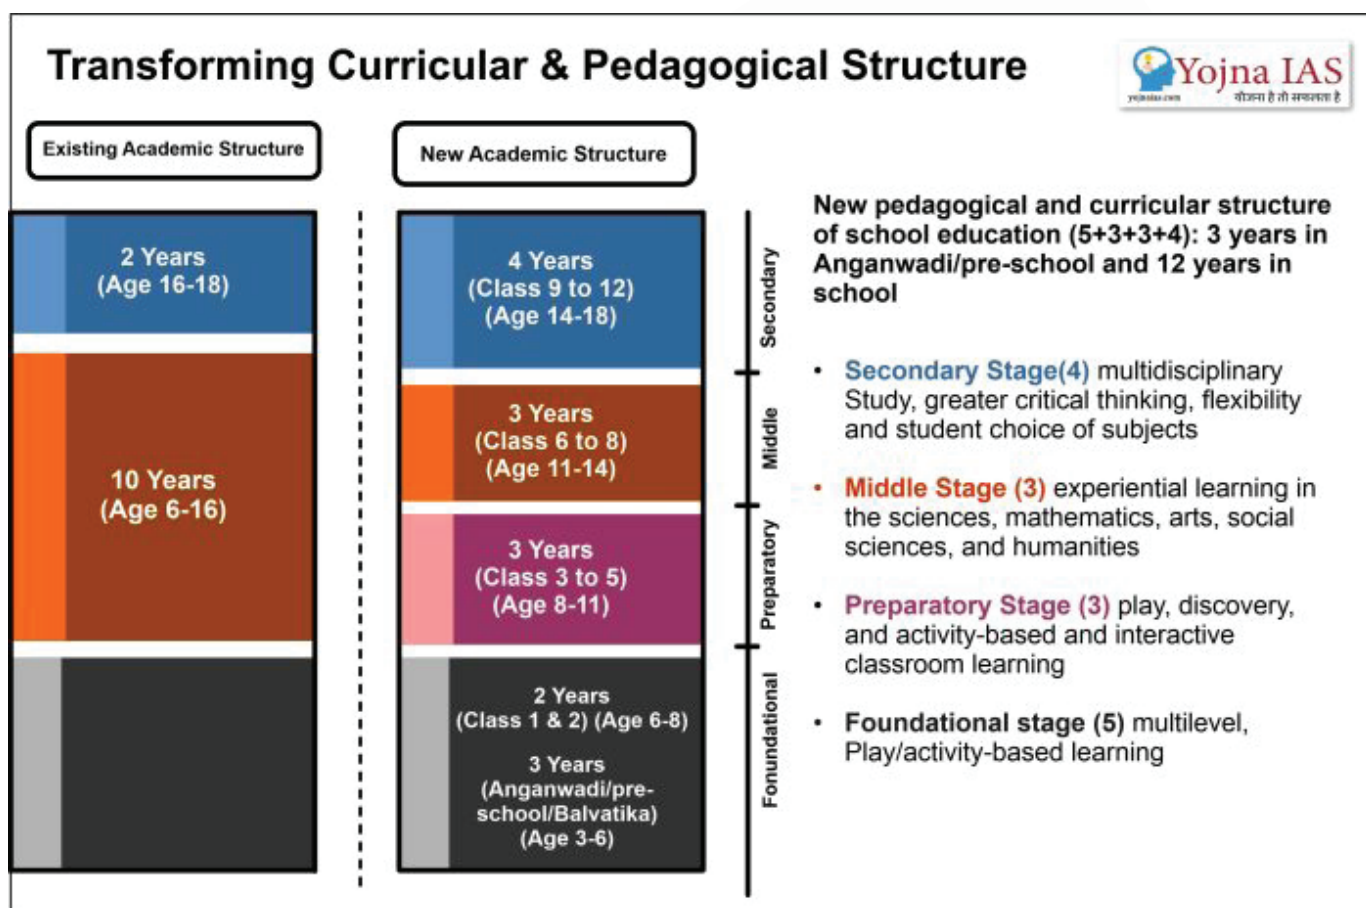 Transforming Curricular & Pedagogical Structure
Yojna IAS
yojnaias.com
योजना है तो सफलता है
Existing Academic Structure
New Academic Structure
2 Years
(Age 16-18)
10 Years
(Age 6-16)
4 Years
(Class 9 to 12)
(Age 14-18)
3 Years
(Class 6 to 8)
(Age 11-14)
3 Years
(Class 3 to 5)
(Age 8-11)
2 Years
(Class 1 & 2) (Age 6-8)
3 Years
(Anganwadi/pre-
school/Balvatika)
(Age 3-6)
Secondary
Middle
Preparatory
Fonundational
New pedagogical and curricular structure
of school education (5+3+3+4): 3 years in
Anganwadi/pre-school and 12 years in
school
• Secondary Stage(4) multidisciplinary
Study, greater critical thinking, flexibility
and student choice of subjects
• Middle Stage (3) experiential learning in
the sciences, mathematics, arts, social
sciences, and humanities
• Preparatory Stage (3) play, discovery,
and activity-based and interactive
classroom learning
• Foundational stage (5) multilevel,
Play/activity-based learning